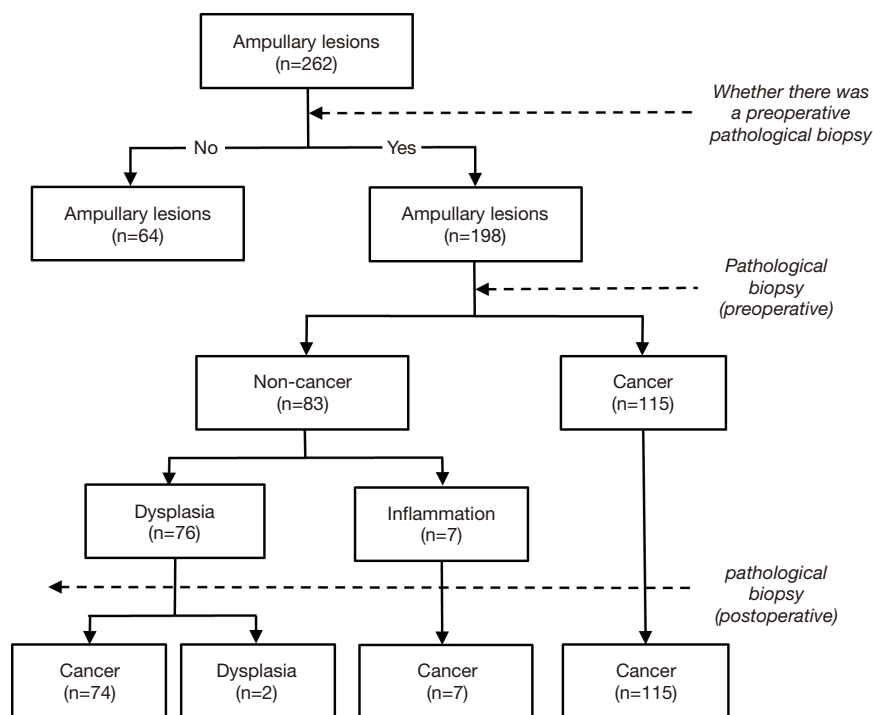 Ampullary lesions
(n=262)
Whether there was
a preoperative
pathological biopsy
No
Yes
Ampullary lesions
(n=64)
Ampullary lesions
(n=198)
Pathological
biopsy
(preoperative)
Non-cancer
(n=83)
Cancer
(n=115)
Dysplasia
(n=76)
Inflammation
(n=7)
pathological
biopsy
(postoperative)
Cancer
(n=74)
Dysplasia
(n=2)
Cancer
(n=7)
Cancer
(n=115)